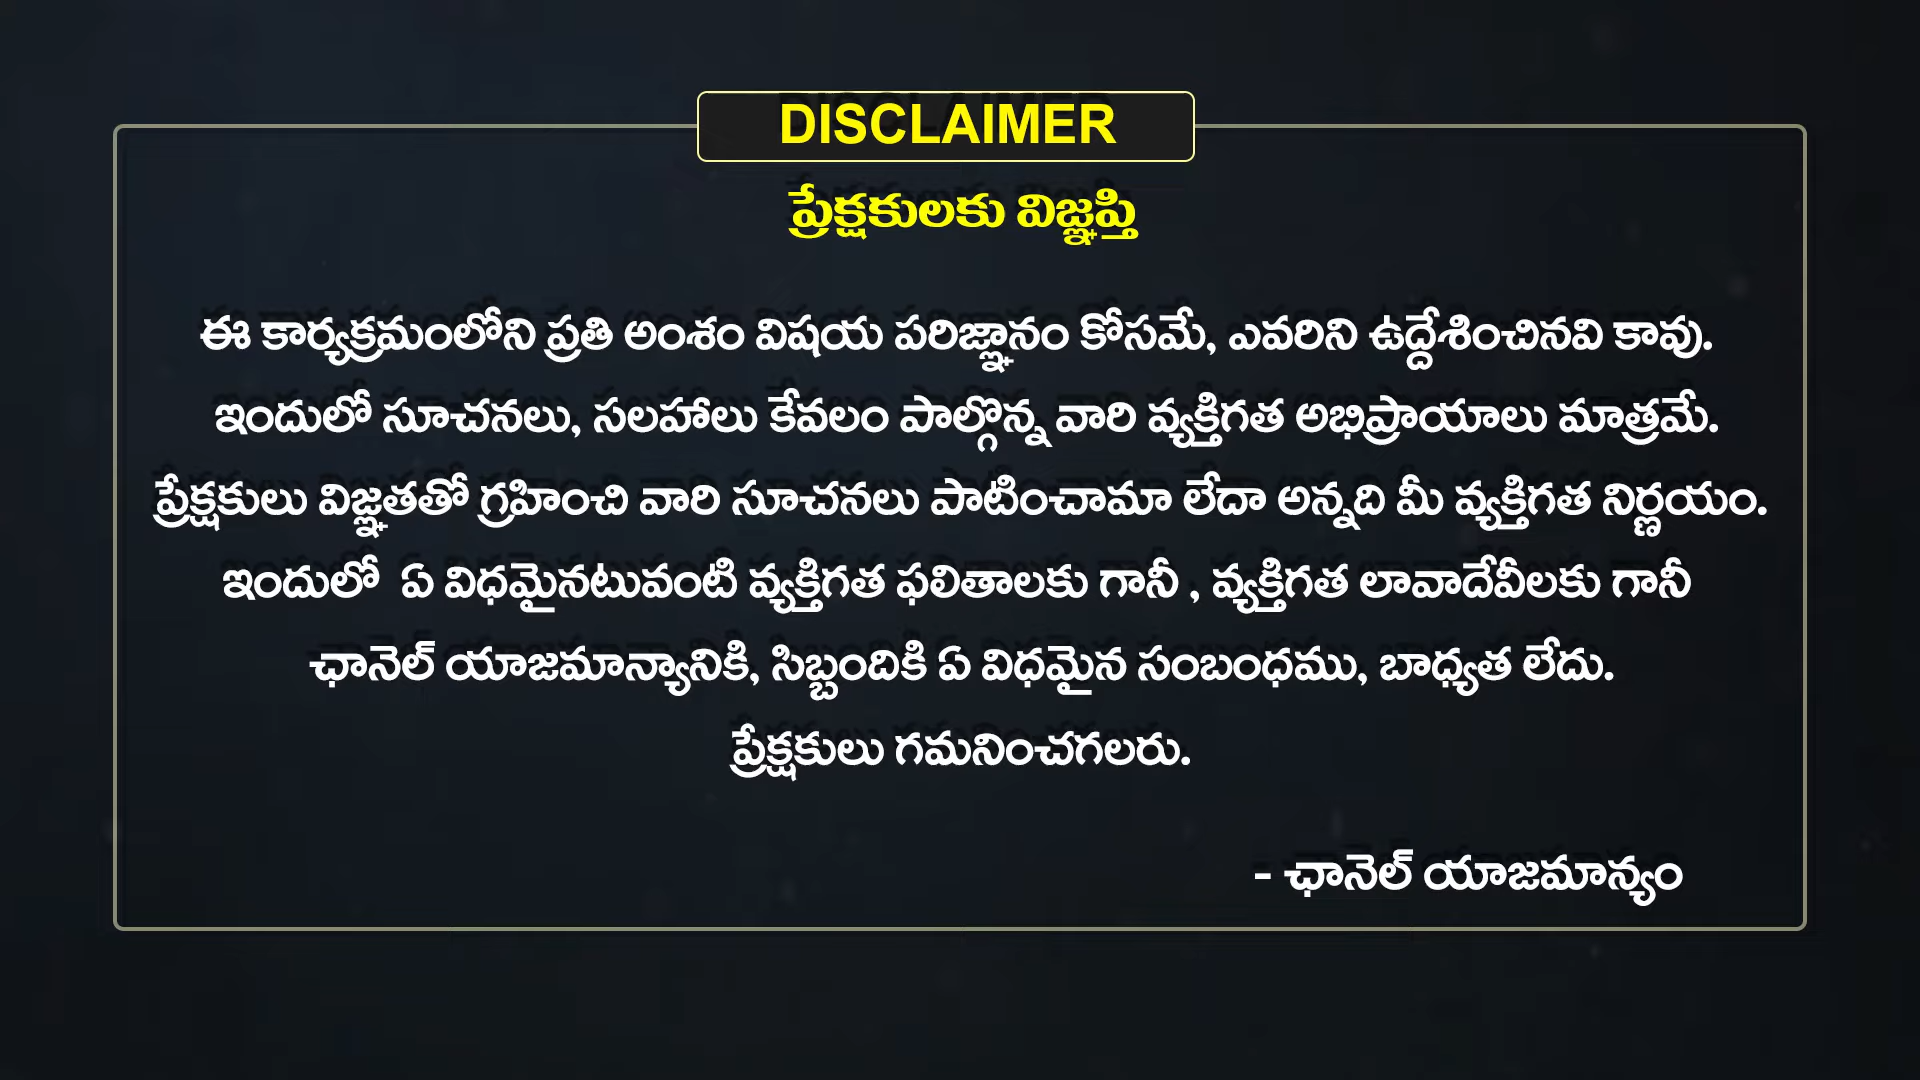 DISCLAIMER
ప్రేక్షకులకు విజ్ఞప్తి
ఈ కార్యక్రమంలోని ప్రతి అంశం విషయ పరిజ్ఞానం కోసమే, ఎవరిని ఉద్దేశించినవి కావు.
ఇందులో సూచనలు, సలహాలు కేవలం పాల్గొన్న వారి వ్యక్తిగత అభిప్రాయాలు మాత్రమే.
ప్రేక్షకులు విజ్ఞతతో గ్రహించి వారి సూచనలు పాటించామా లేదా అన్నది మీ వ్యక్తిగత నిర్ణయం.
ఇందులో ఏ విధమైనటువంటి వ్యక్తిగత ఫలితాలకు గానీ , వ్యక్తిగత లావాదేవీలకు గానీ
ఛానెల్ యాజమాన్యానికి, సిబ్బందికి ఏ విధమైన సంబంధము, బాధ్యత లేదు.
ప్రేక్షకులు గమనించగలరు.
- ఛానెల్ యాజమాన్యం